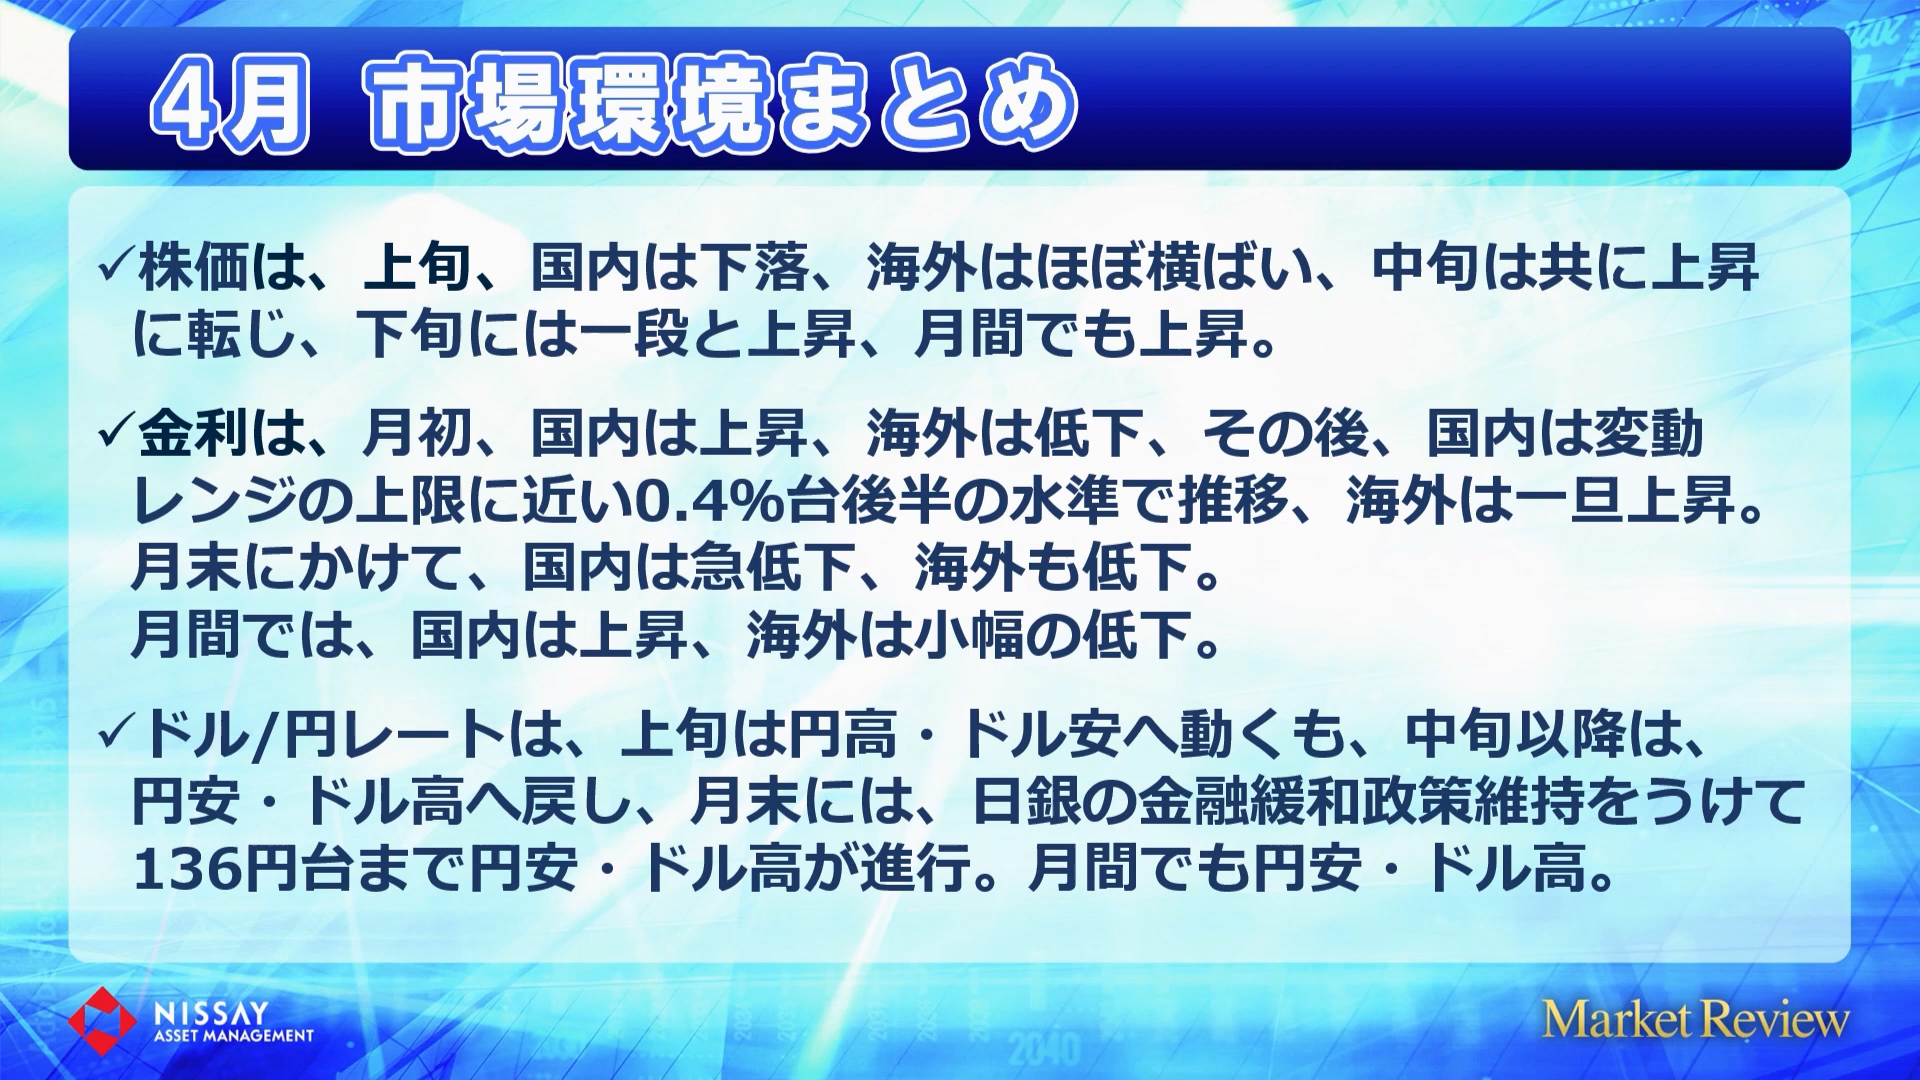 4月 市場環境まとめ
✓株価は、上旬、国内は下落、海外はほぼ横ばい、中旬は共に上昇
に転じ、下旬には一段と上昇、月間でも上昇。
✓金利は、月初、国内は上昇、海外は低下、その後、国内は変動
レンジの上限に近い0.4%台後半の水準で推移、海外は一旦上昇。
月末にかけて、国内は急低下、海外も低下。
月間では、国内は上昇、海外は小幅の低下。
✓ドル/円レートは、上旬は円高・ドル安へ動くも、中旬以降は、
円安・ドル高へ戻し、月末には、日銀の金融緩和政策維持をうけて
136円台まで円安・ドル高が進行。月間でも円安・ドル高。
NISSAY
ASSET MANAGEMENT
Market Review
2040